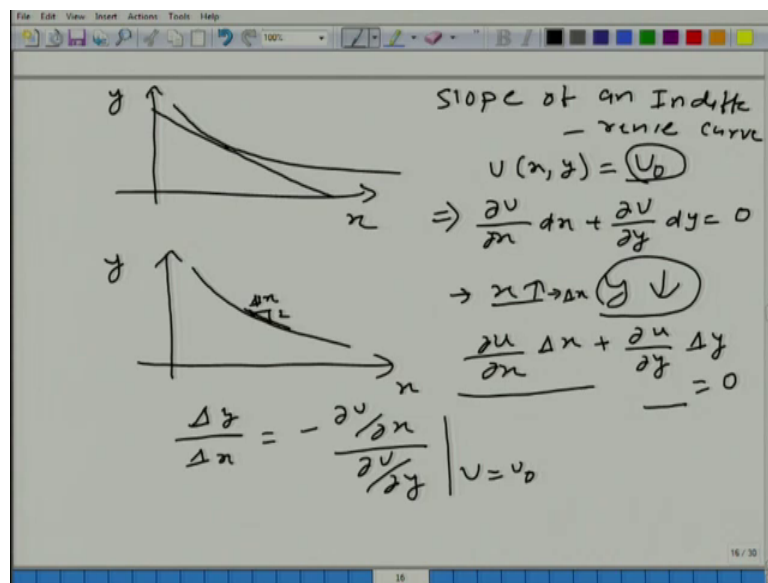 File Edit View Insert Actions Tools Help
100%
Slope of an Indiffe
- rence curve
U(x, y) = U₀
⇒ ∂U/∂x dx + ∂U/∂y dy = 0
→ x ↑ → Δx y ↓
∂u/∂x Δx + ∂u/∂y Δy
= 0
y
x
y
Δx
x
Δy/Δx = - ∂U/∂x / ∂U/∂y | U = U₀
16 / 30
16